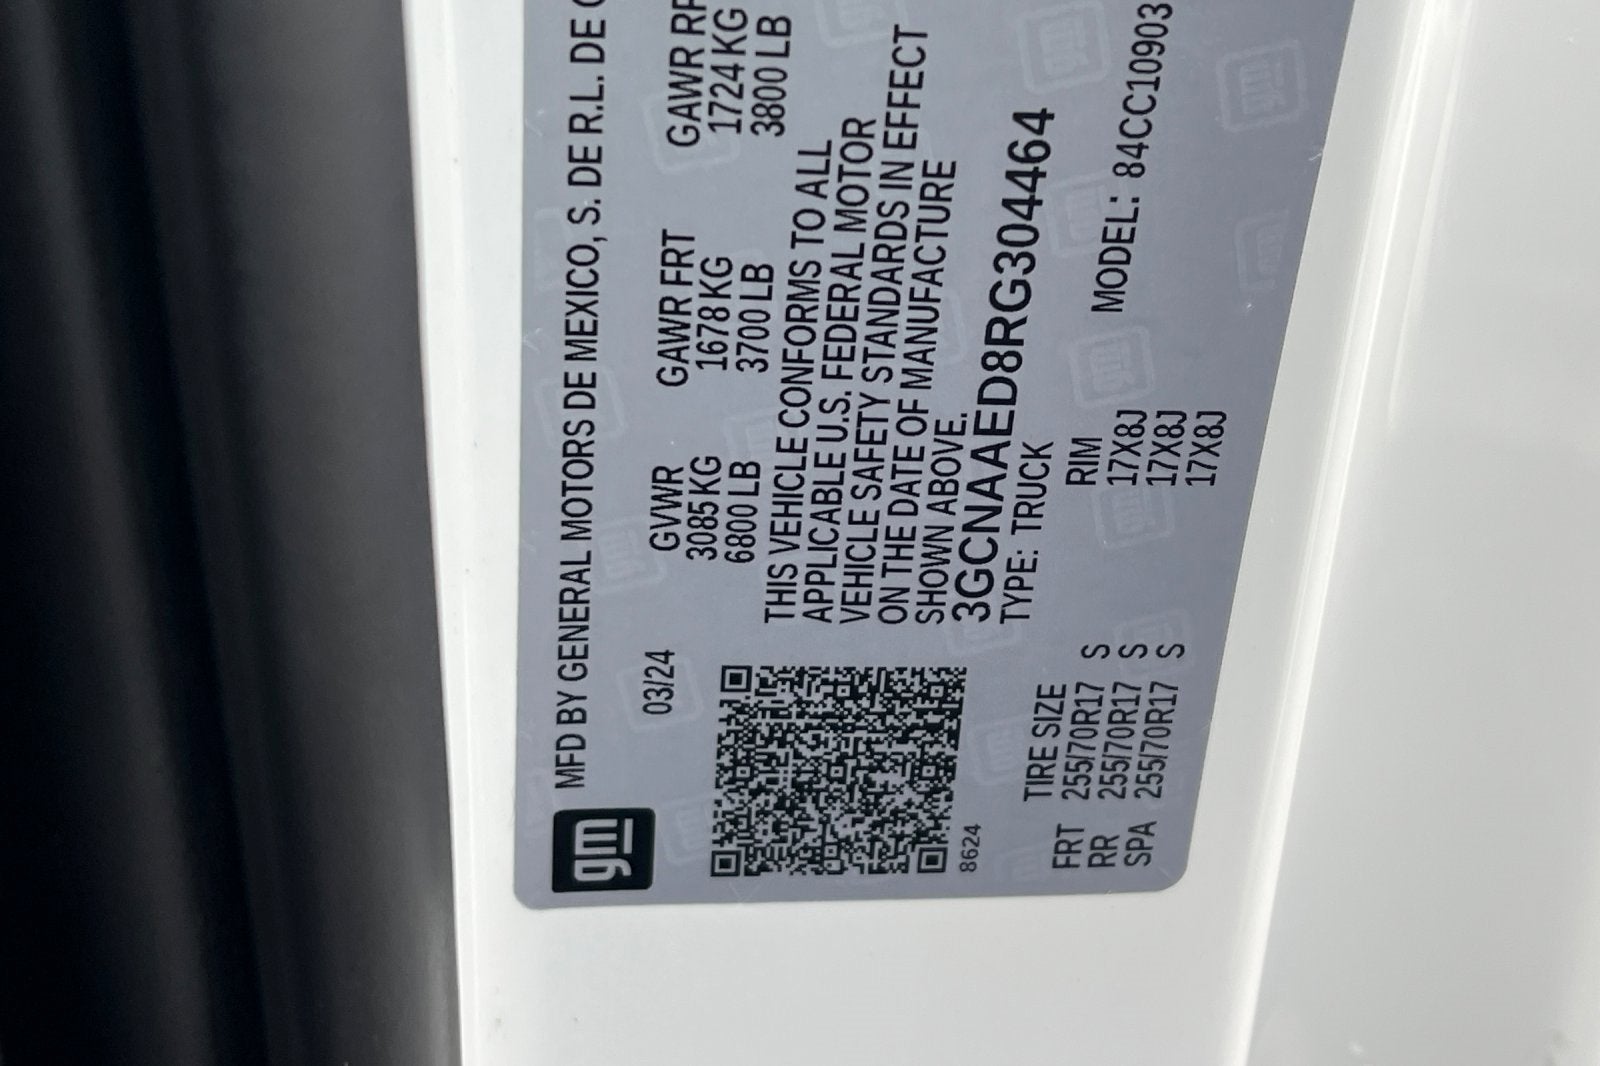 gm
MFD BY GENERAL MOTORS DE MEXICO, S. DE R.L. DE
03/24
GVWR GAWR FRT GAWR
3085 KG 1678 KG 1724 KG
6800 LB 3700 LB 3800 LB
THIS VEHICLE CONFORMS TO ALL
APPLICABLE U.S. FEDERAL MOTOR
VEHICLE SAFETY STANDARDS IN EFFECT
ON THE DATE OF MANUFACTURE
SHOWN ABOVE.
3GCNAAED8RG304464
TYPE: TRUCK
8624
MODEL: 84CC10903
TIRE SIZE RIM
FRT 255/70R17 S 17X8J
RR 255/70R17 S 17X8J
SPA 255/70R17 S 17X8J